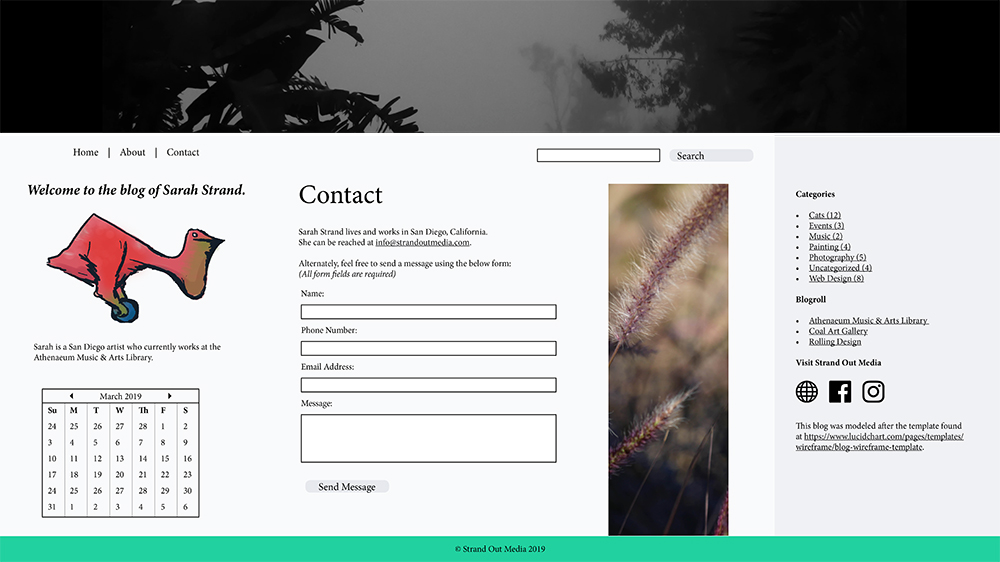 Home | About | Contact
Search
Welcome to the blog of Sarah Strand.
Sarah is a San Diego artist who currently works at the
Athenaeum Music & Arts Library.
March 2019
Su M T W Th F S
24 25 26 27 28 1 2
3 4 5 6 7 8 9
10 11 12 13 14 15 16
17 18 19 20 21 22 23
24 25 26 27 28 29 30
31 1 2 3 4 5 6
Contact
Sarah Strand lives and works in San Diego, California.
She can be reached at info@strandoutmedia.com.
Alternately, feel free to send a message using the below form:
(All form fields are required)
Name:
Phone Number:
Email Address:
Message:
Send Message
Categories
• Cats (12)
• Events (3)
• Music (2)
• Painting (4)
• Photography (5)
• Uncategorized (4)
• Web Design (8)
Blogroll
• Athenaeum Music & Arts Library
• Coal Art Gallery
• Rolling Design
Visit Strand Out Media
This blog was modeled after the template found
at https://www.lucidchart.com/pages/templates/
wireframe/blog-wireframe-template.
© Strand Out Media 2019